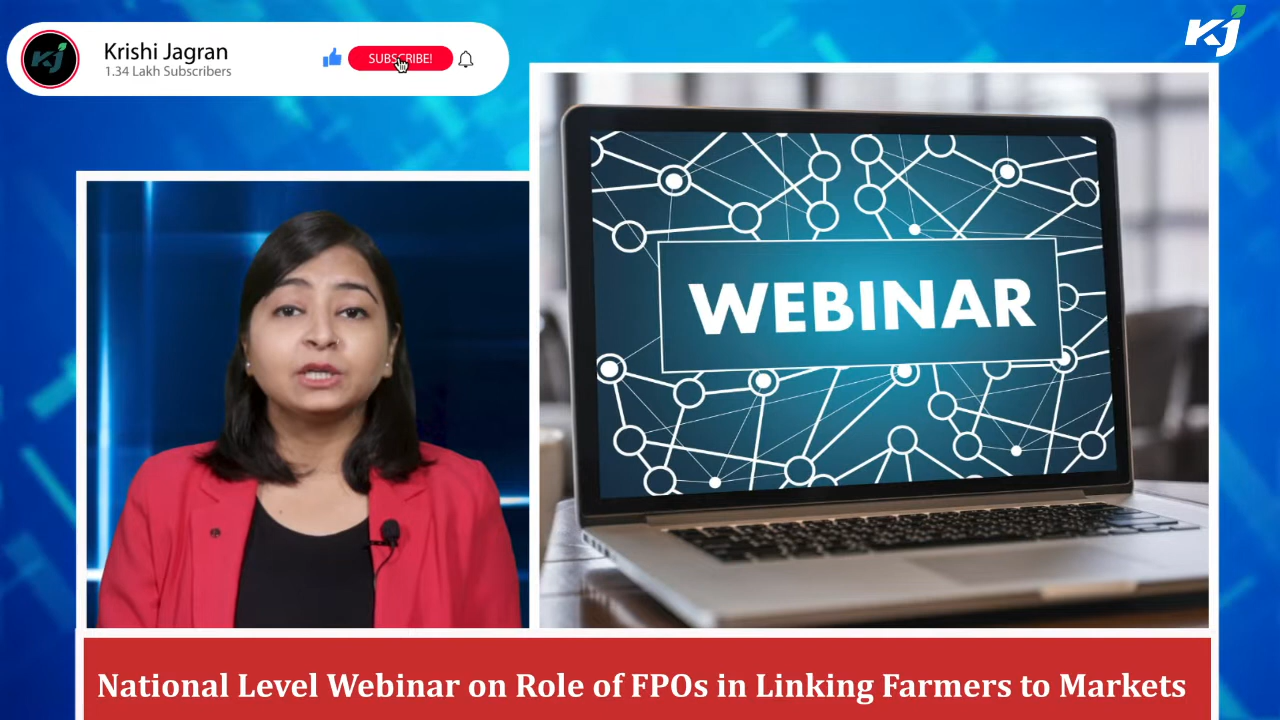 Krishi Jagran
1.34 Lakh Subscribers
SUBSCRIBE!
KJ
KJ
WEBINAR
National Level Webinar on Role of FPOs in Linking Farmers to Markets